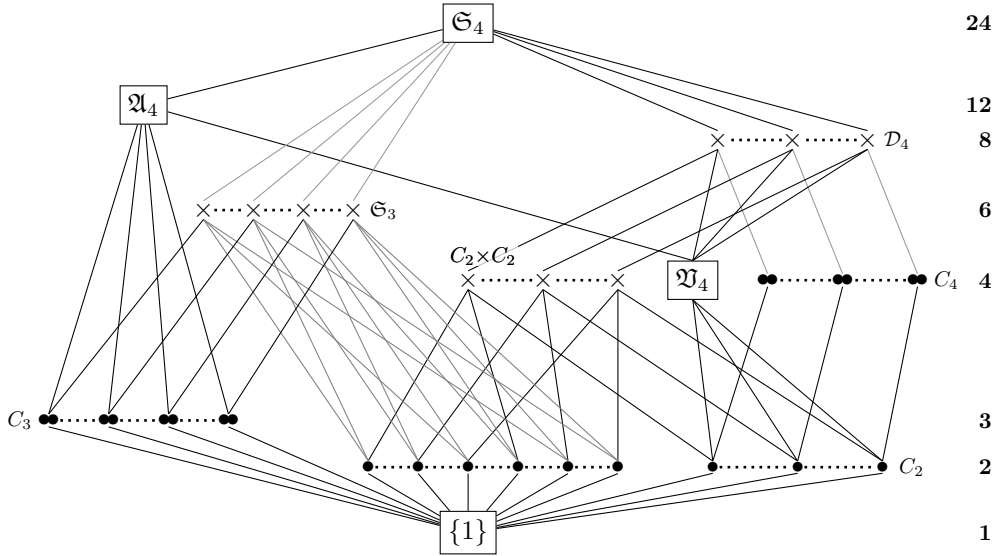 𝔖₄ 24
𝔄₄ 12
𝒟₄ 8
𝔖₃ 6
C₂×C₂
𝔙₄ C₄ 4
C₃ 3
C₂ 2
{1} 1